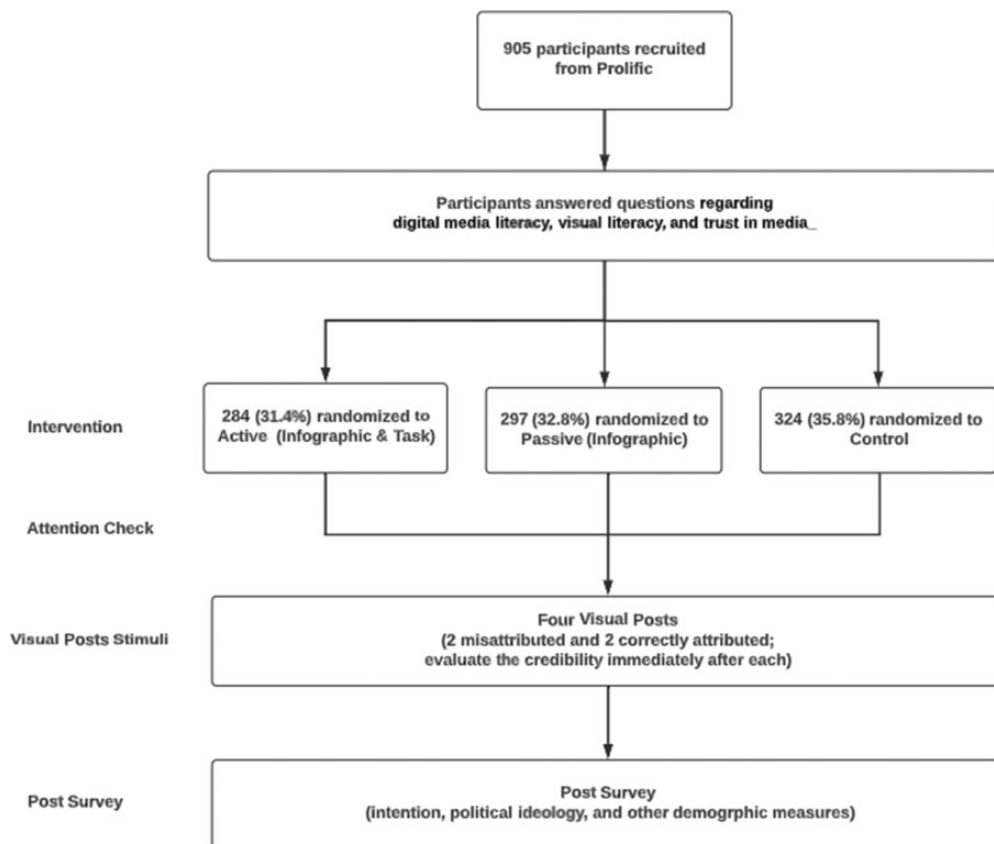 905 participants recruited
from Prolific
Participants answered questions regarding
digital media literacy, visual literacy, and trust in media_
Intervention
284 (31.4%) randomized to
Active (Infographic & Task)
297 (32.8%) randomized to
Passive (Infographic)
324 (35.8%) randomized to
Control
Attention Check
Visual Posts Stimuli
Four Visual Posts
(2 misattributed and 2 correctly attributed;
evaluate the credibility immediately after each)
Post Survey
Post Survey
(intention, political ideology, and other demogrphic measures)